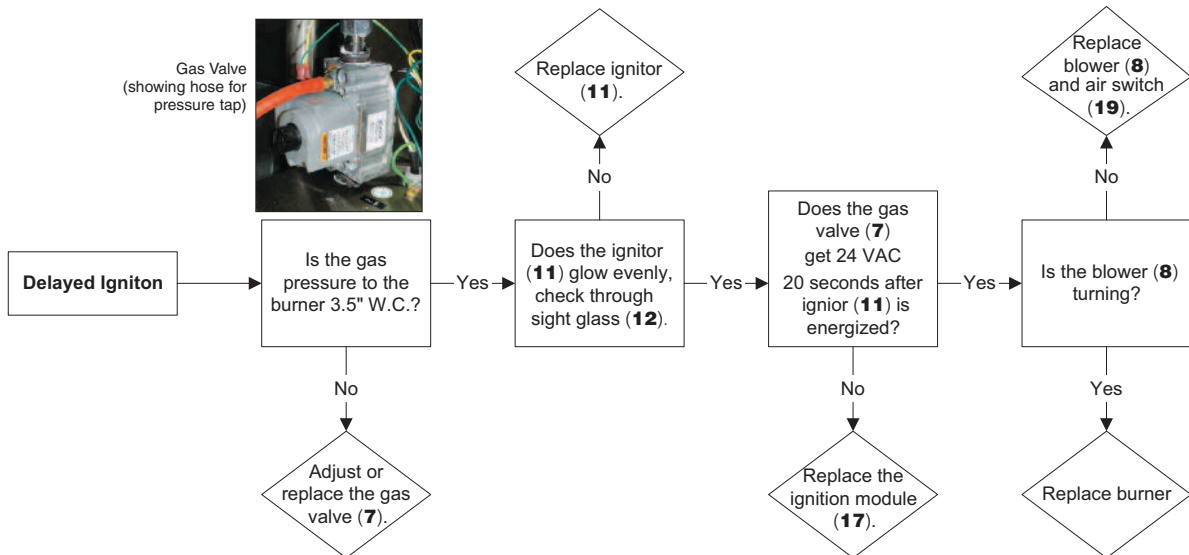 Gas Valve
(showing hose for
pressure tap)
Replace ignitor
(11).
Replace
blower (8)
and air switch
(19).
No
No
Delayed Igniton
Is the gas
pressure to the
burner 3.5" W.C.?
Yes
Does the ignitor
(11) glow evenly,
check through
sight glass (12).
Yes
Does the gas
valve (7)
get 24 VAC
20 seconds after
ignior (11) is
energized?
Yes
Is the blower (8)
turning?
No
No
Yes
Adjust or
replace the gas
valve (7).
Replace the
ignition module
(17).
Replace burner